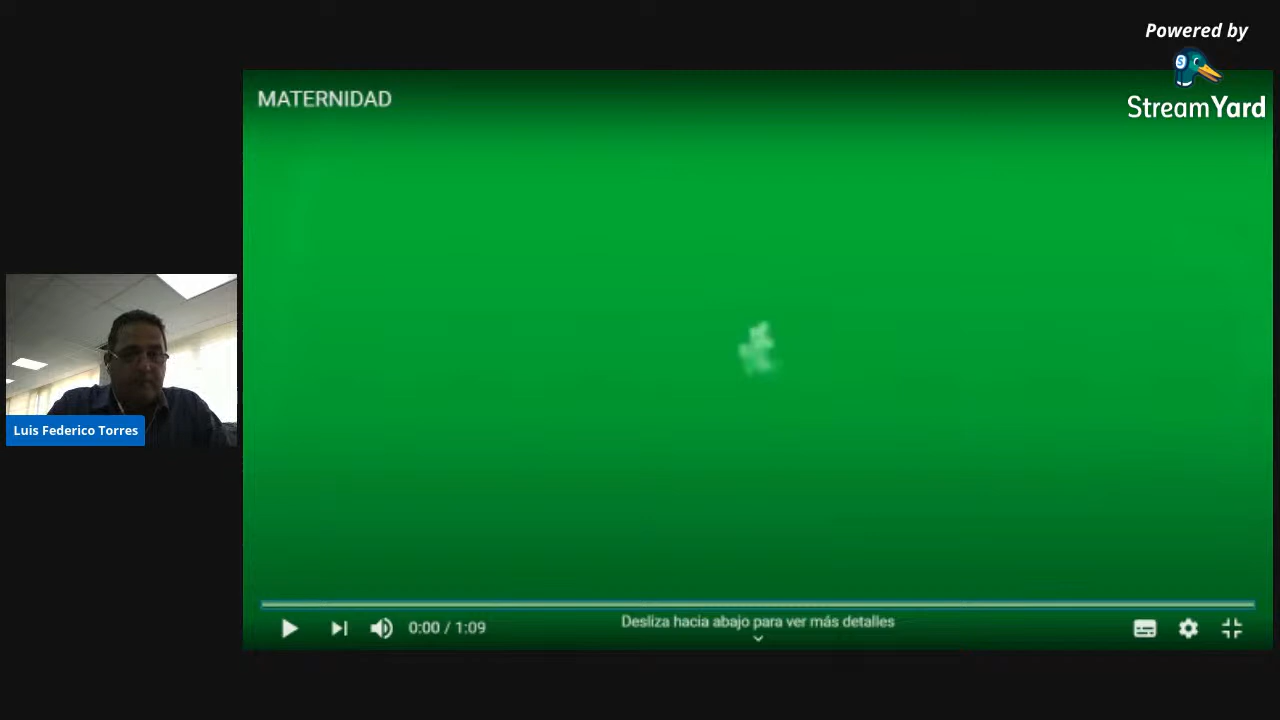 Powered by
StreamYard
MATERNIDAD
Luis Federico Torres
0:00 / 1:09
Desliza hacia abajo para ver más detalles